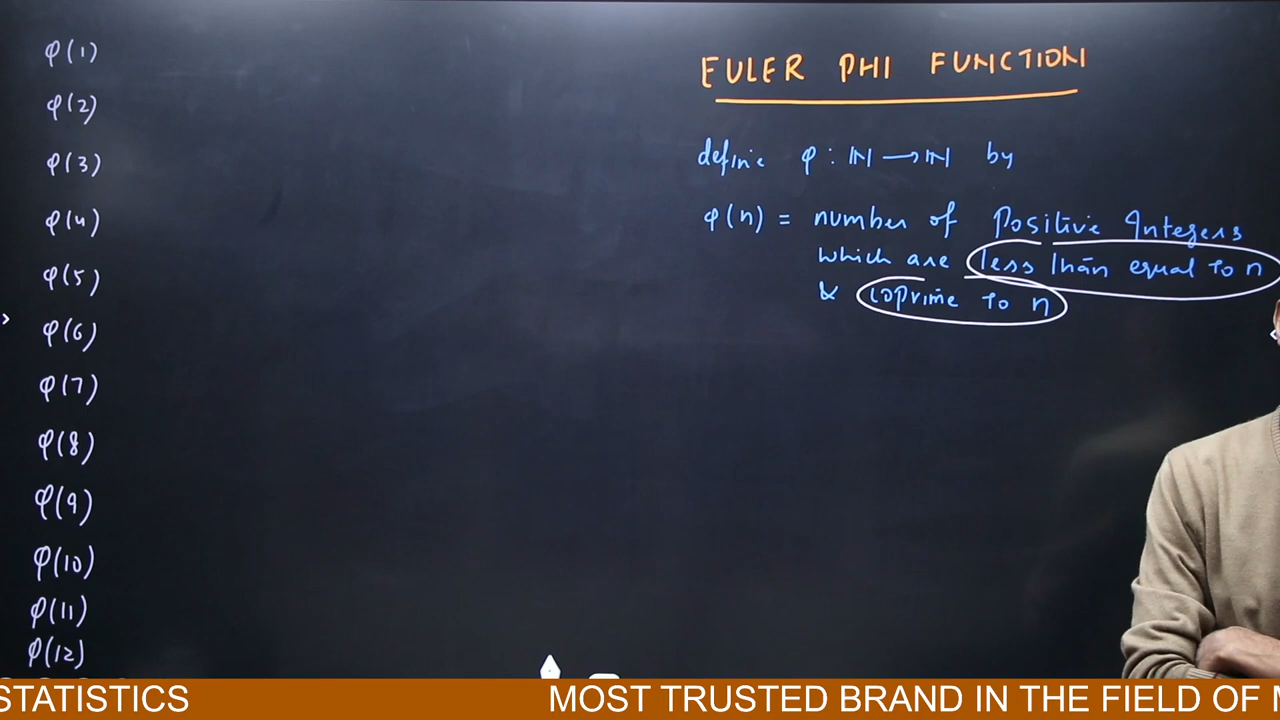 φ(1)
φ(2)
φ(3)
φ(4)
φ(5)
φ(6)
φ(7)
φ(8)
φ(9)
φ(10)
φ(11)
φ(12)
EULER PHI FUNCTION
define φ : ℕ → ℕ by
φ(n) = number of Positive Integers
which are less than equal to n
& coprime to n
STATISTICS MOST TRUSTED BRAND IN THE FIELD OF